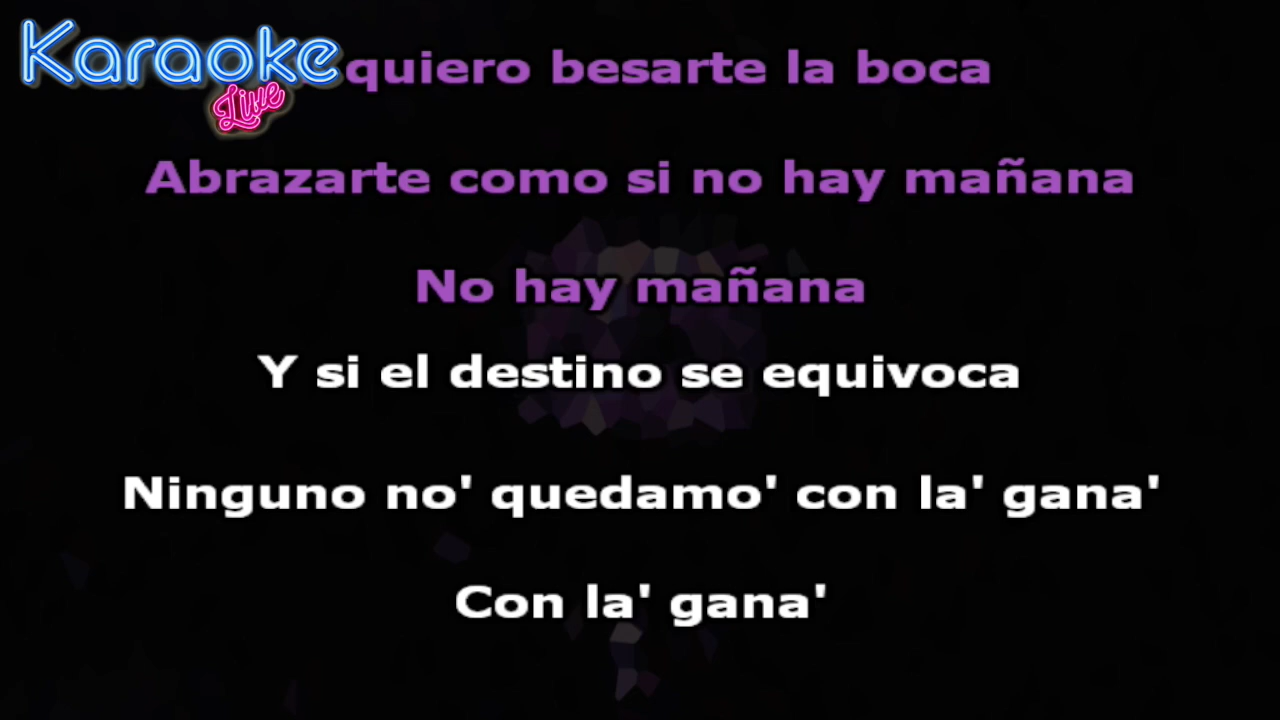 Karaoke
Live
quiero besarte la boca
Abrazarte como si no hay mañana
No hay mañana
Y si el destino se equivoca
Ninguno no' quedamo' con la' gana'
Con la' gana'